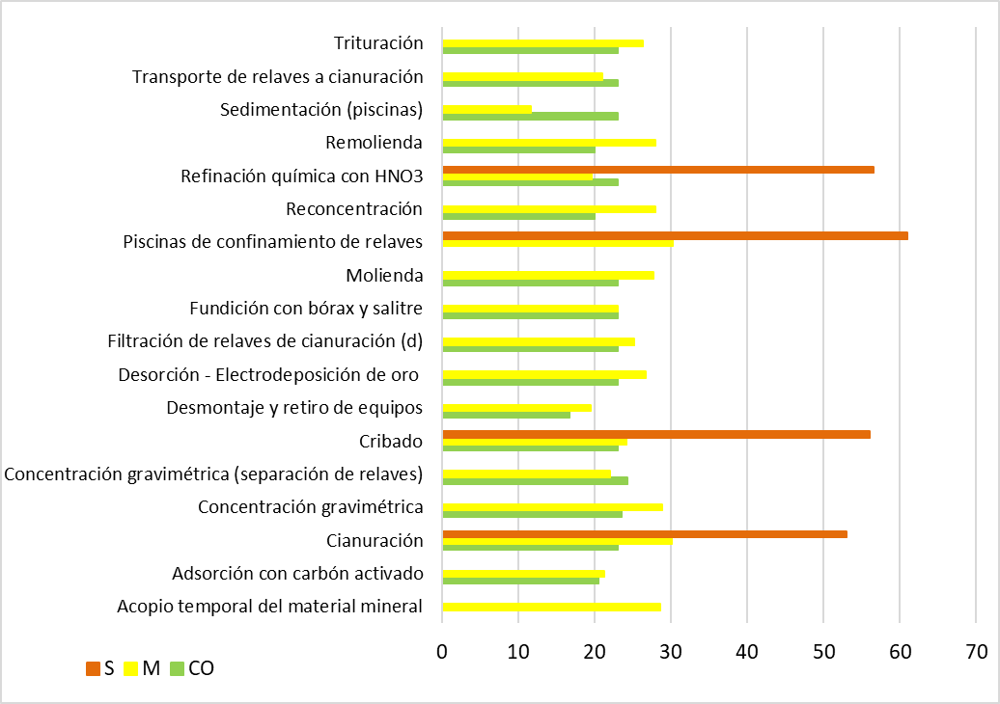 Trituración
Transporte de relaves a cianuración
Sedimentación (piscinas)
Remolienda
Refinación química con HNO3
Reconcentración
Piscinas de confinamiento de relaves
Molienda
Fundición con bórax y salitre
Filtración de relaves de cianuración (d)
Desorción - Electrodeposición de oro
Desmontaje y retiro de equipos
Cribado
Concentración gravimétrica (separación de relaves)
Concentración gravimétrica
Cianuración
Adsorción con carbón activado
Acopio temporal del material mineral
0 10 20 30 40 50 60 70
S M CO